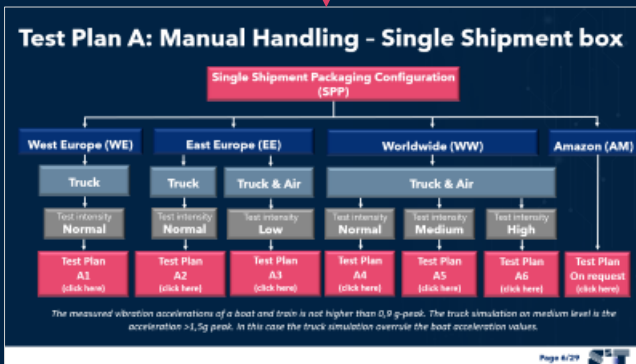 Test Plan A: Manual Handling – Single Shipment box
Single Shipment Packaging Configuration
(SPP)
West Europe (WE)
East Europe (EE)
Worldwide (WW)
Amazon (AM)
Truck
Truck
Truck & Air
Truck & Air
Test intensity
Normal
Test intensity
Normal
Test intensity
Low
Test intensity
Normal
Test intensity
Medium
Test intensity
High
Test Plan
A1
(click here)
Test Plan
A2
(click here)
Test Plan
A3
(click here)
Test Plan
A4
(click here)
Test Plan
A5
(click here)
Test Plan
A6
(click here)
Test Plan
On request
(click here)
The measured vibration accelerations of a boat and train is not higher than 0,9 g-peak. The truck simulation on medium level is the
acceleration >1,5g peak. In this case the truck simulation overrule the boat acceleration values.
Page 6/29